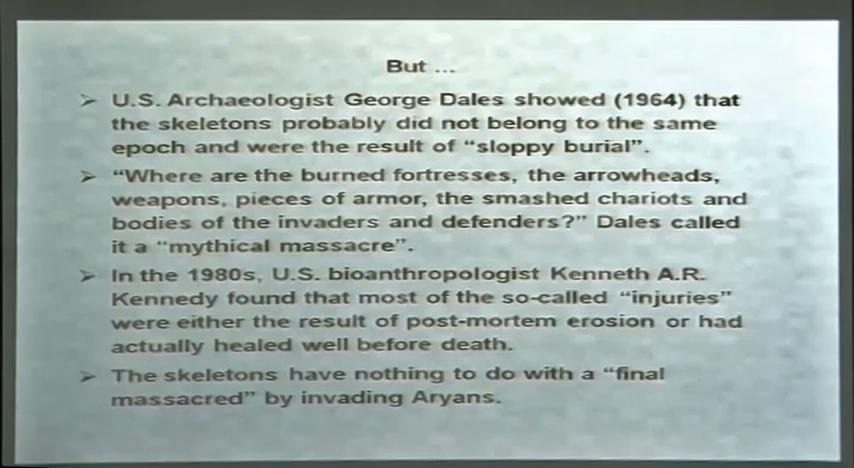 But ...
➢ U.S. Archaeologist George Dales showed (1964) that
the skeletons probably did not belong to the same
epoch and were the result of “sloppy burial”.
➢ “Where are the burned fortresses, the arrowheads,
weapons, pieces of armor, the smashed chariots and
bodies of the invaders and defenders?” Dales called
it a “mythical massacre”.
➢ In the 1980s, U.S. bioanthropologist Kenneth A.R.
Kennedy found that most of the so-called “injuries”
were either the result of post-mortem erosion or had
actually healed well before death.
➢ The skeletons have nothing to do with a “final
massacred” by invading Aryans.